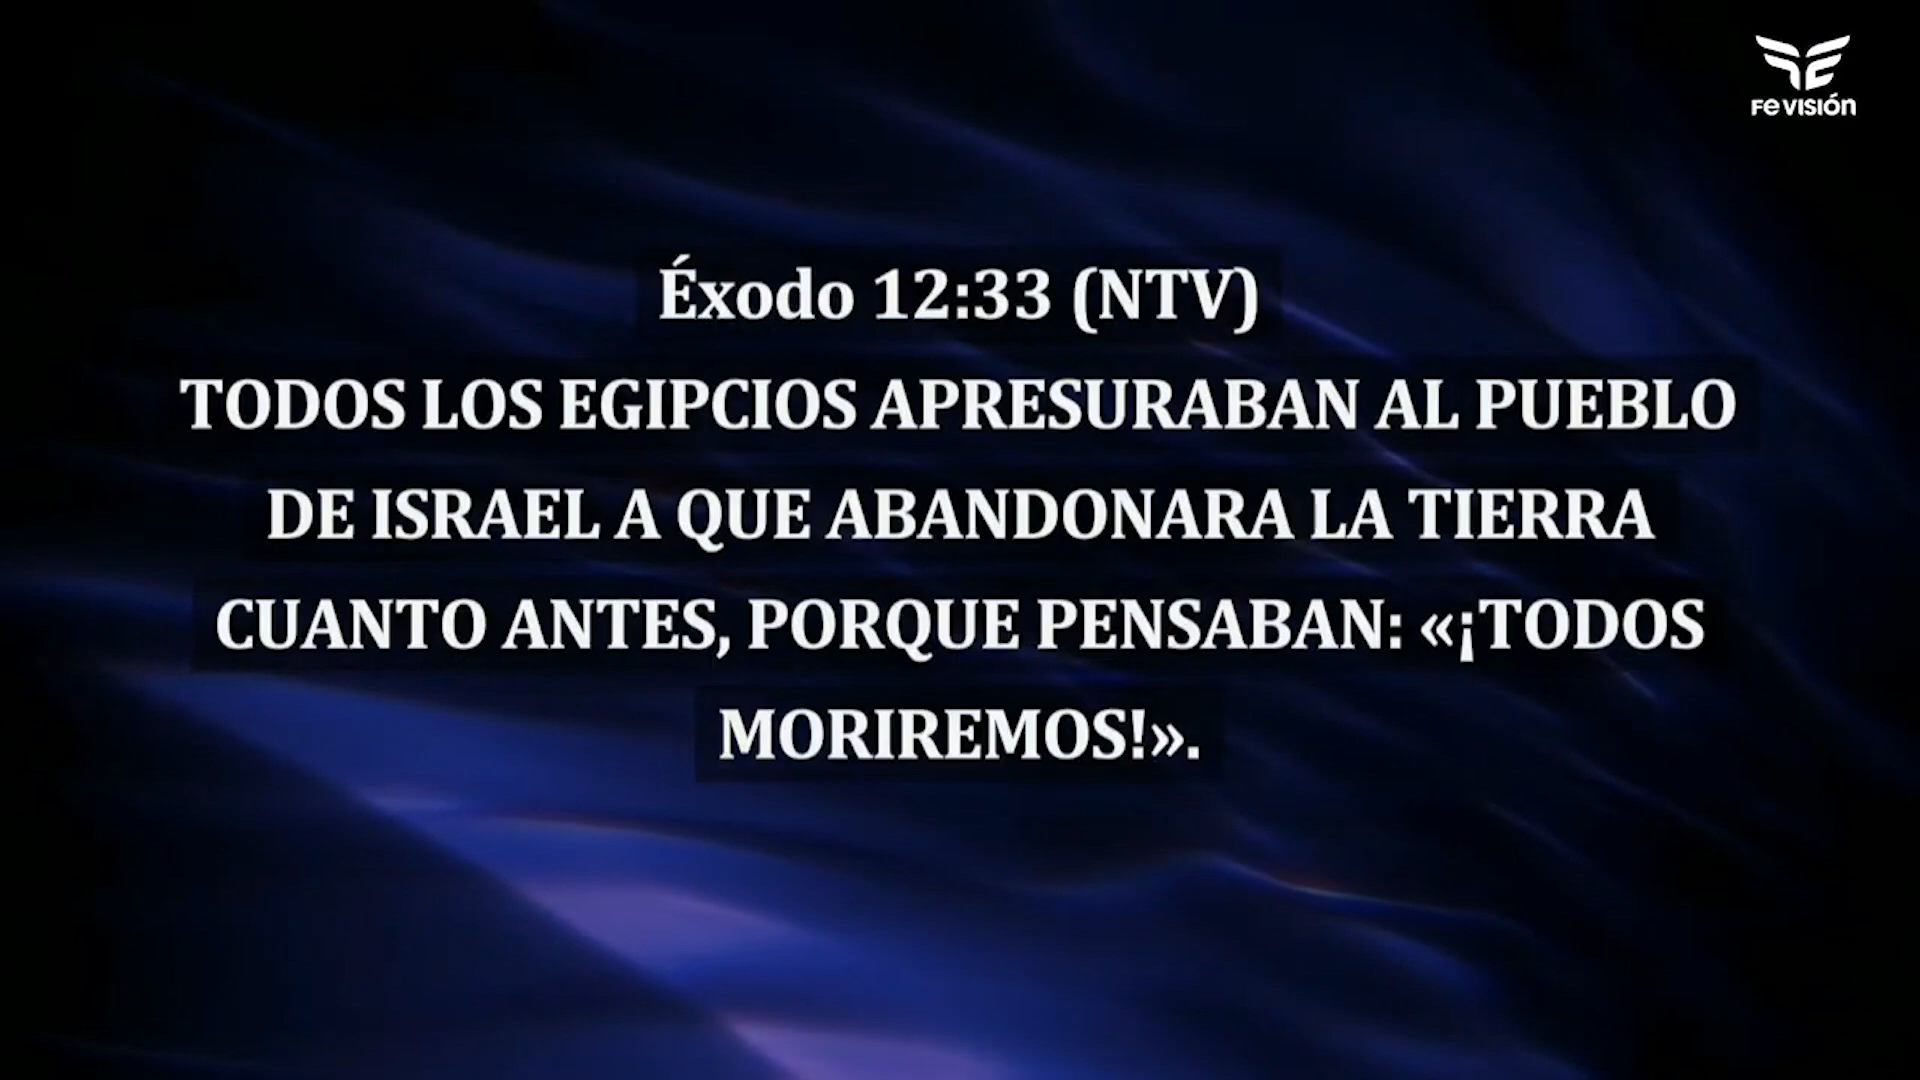 FE VISIÓN
Éxodo 12:33 (NTV)
TODOS LOS EGIPCIOS APRESURABAN AL PUEBLO
DE ISRAEL A QUE ABANDONARA LA TIERRA
CUANTO ANTES, PORQUE PENSABAN: «¡TODOS
MORIREMOS!».